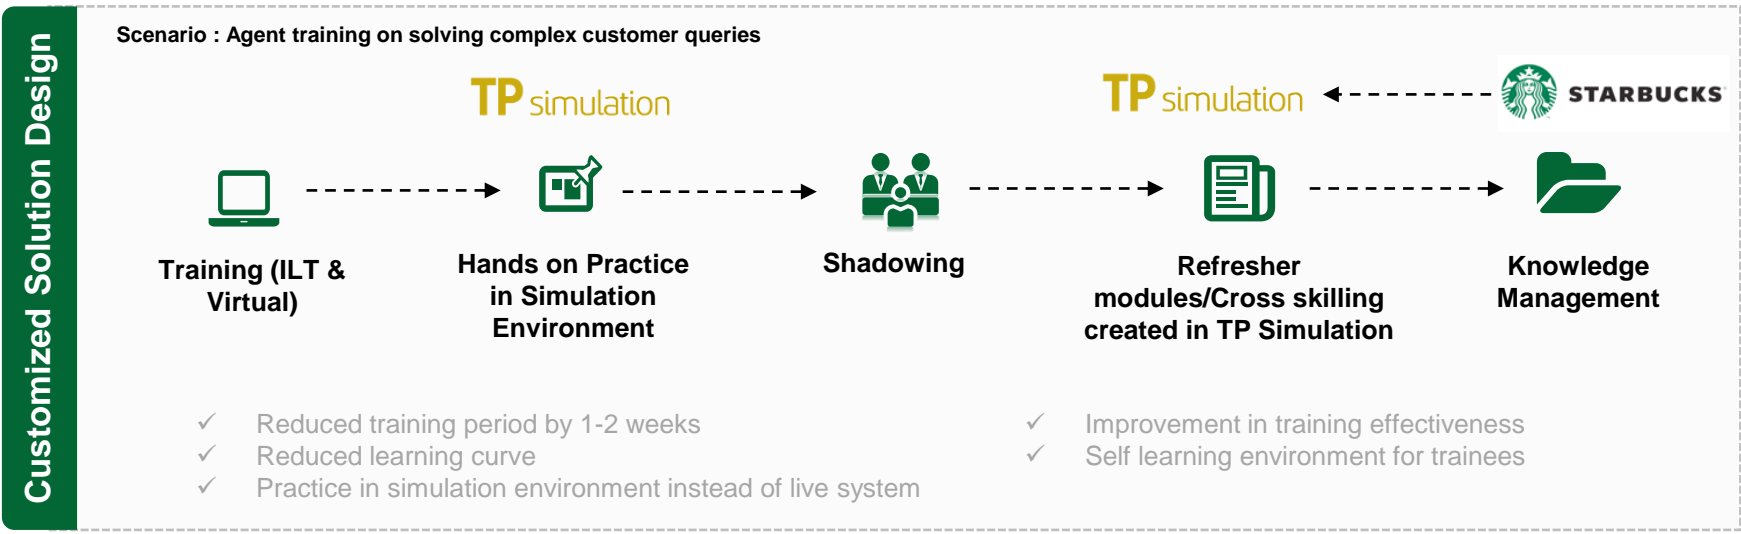 Customized Solution Design
Scenario : Agent training on solving complex customer queries
TP simulation
TP simulation
STARBUCKS
Training (ILT &
Virtual)
Hands on Practice
in Simulation
Environment
Shadowing
Refresher
modules/Cross skilling
created in TP Simulation
Knowledge
Management
✓ Reduced training period by 1-2 weeks
✓ Reduced learning curve
✓ Practice in simulation environment instead of live system
✓ Improvement in training effectiveness
✓ Self learning environment for trainees